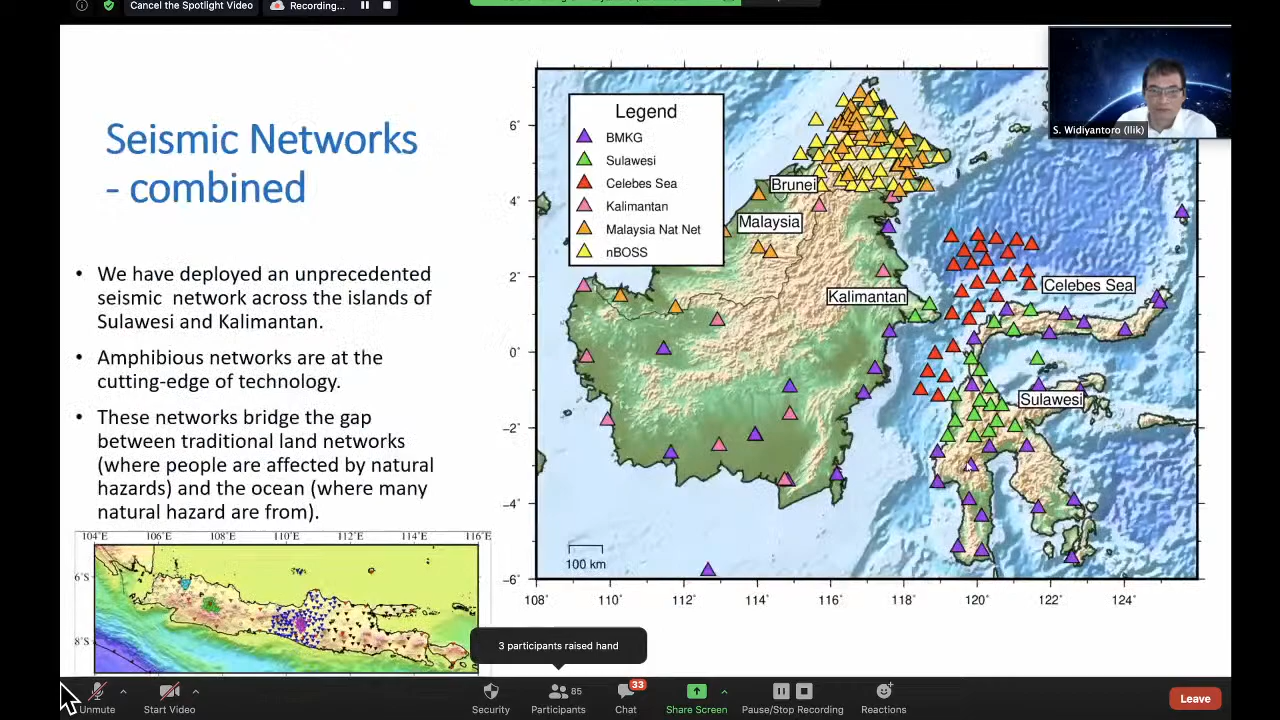 Cancel the Spotlight Video
Recording...
S. Widiyantoro (Ilik)
Seismic Networks
- combined
• We have deployed an unprecedented
seismic network across the islands of
Sulawesi and Kalimantan.
• Amphibious networks are at the
cutting-edge of technology.
• These networks bridge the gap
between traditional land networks
(where people are affected by natural
hazards) and the ocean (where many
natural hazard are from).
Legend
BMKG
Sulawesi
Celebes Sea
Kalimantan
Malaysia Nat Net
nBOSS
Brunei
Malaysia
Kalimantan
Celebes Sea
Sulawesi
6°
4°
2°
0°
−2°
−4°
−6°
100 km
108° 110° 112° 114° 116° 118° 120° 122° 124°
104°E 106°E 108°E 110°E 112°E 114°E 116°E
6°S
8°S
3 participants raised hand
Unmute
Start Video
Security
85
Participants
33
Chat
Share Screen
Pause/Stop Recording
Reactions
Leave